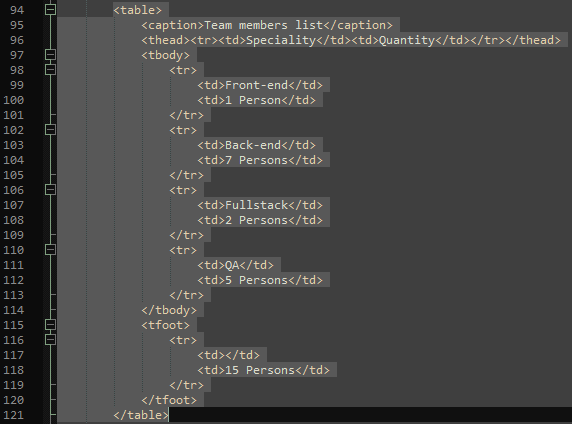 94 <table>
95 <caption>Team members list</caption>
96 <thead><tr><td>Speciality</td><td>Quantity</td></tr></thead>
97 <tbody>
98 <tr>
99 <td>Front-end</td>
100 <td>1 Person</td>
101 </tr>
102 <tr>
103 <td>Back-end</td>
104 <td>7 Persons</td>
105 </tr>
106 <tr>
107 <td>Fullstack</td>
108 <td>2 Persons</td>
109 </tr>
110 <tr>
111 <td>QA</td>
112 <td>5 Persons</td>
113 </tr>
114 </tbody>
115 <tfoot>
116 <tr>
117 <td></td>
118 <td>15 Persons</td>
119 </tr>
120 </tfoot>
121 </table>